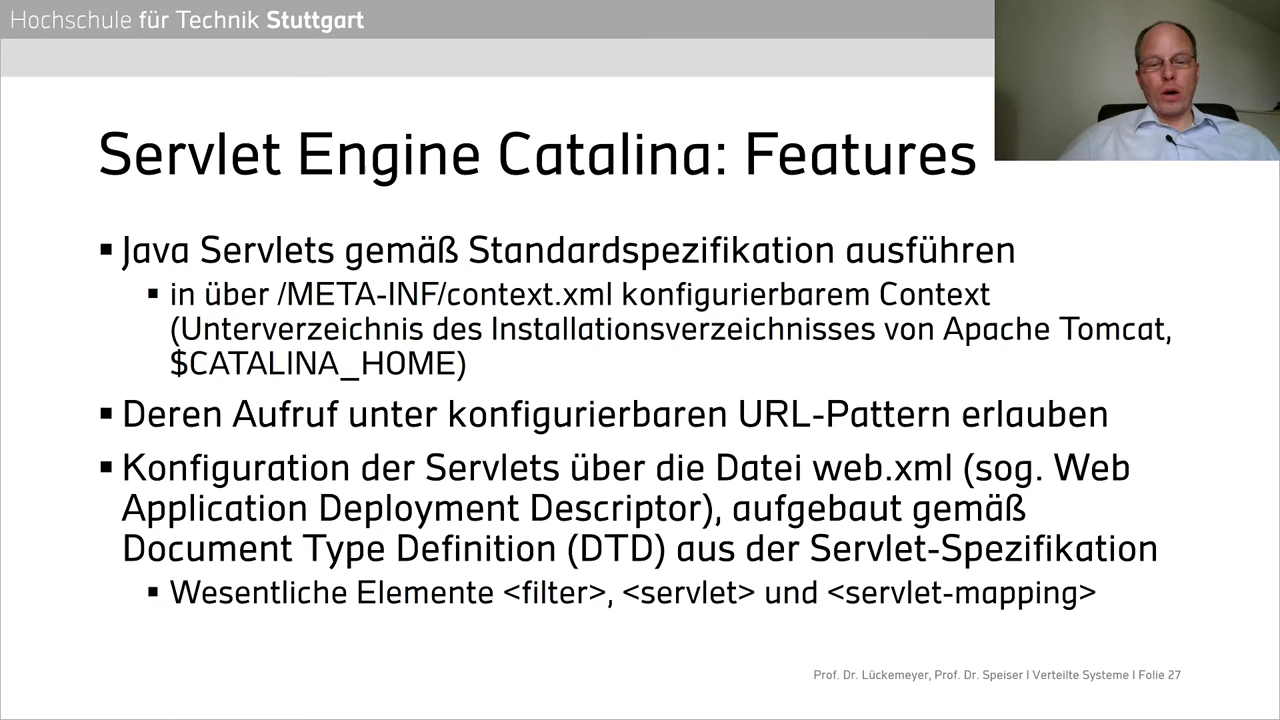 Hochschule für Technik Stuttgart
Servlet Engine Catalina: Features
▪ Java Servlets gemäß Standardspezifikation ausführen
▪ in über /META-INF/context.xml konfigurierbarem Context
(Unterverzeichnis des Installationsverzeichnisses von Apache Tomcat,
$CATALINA_HOME)
▪ Deren Aufruf unter konfigurierbaren URL-Pattern erlauben
▪ Konfiguration der Servlets über die Datei web.xml (sog. Web
Application Deployment Descriptor), aufgebaut gemäß
Document Type Definition (DTD) aus der Servlet-Spezifikation
▪ Wesentliche Elemente <filter>, <servlet> und <servlet-mapping>
Prof. Dr. Lückemeyer, Prof. Dr. Speiser I Verteilte Systeme I Folie 27